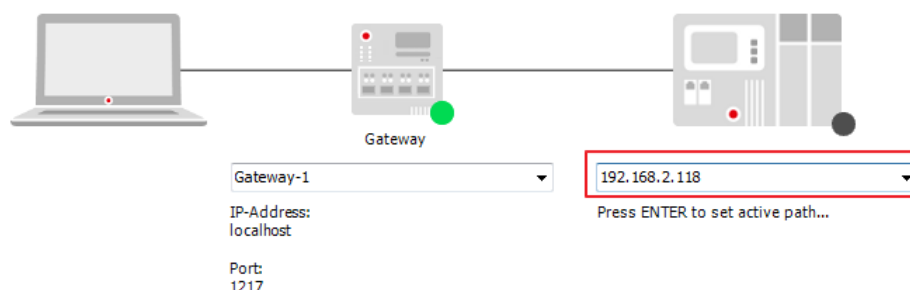 Gateway
Gateway-1
192.168.2.118
IP-Address:
localhost
Press ENTER to set active path...
Port:
1217